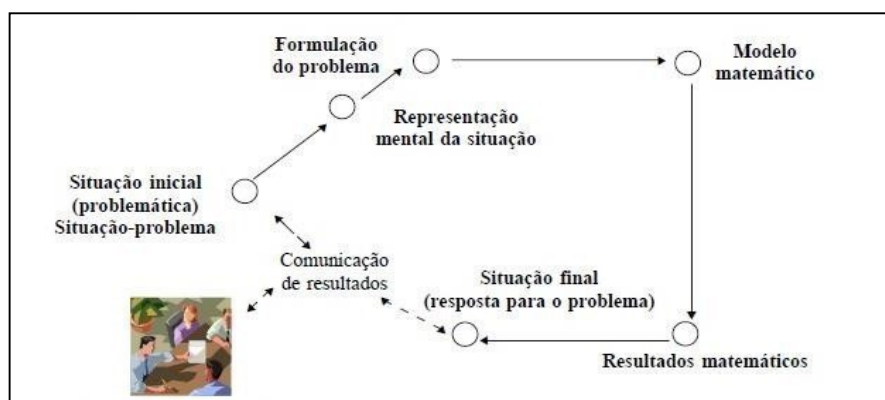 Formulação
do problema
Modelo
matemático
Representação
mental da situação
Situação inicial
(problemática)
Situação-problema
Comunicação
de resultados
Situação final
(resposta para o problema)
Resultados matemáticos